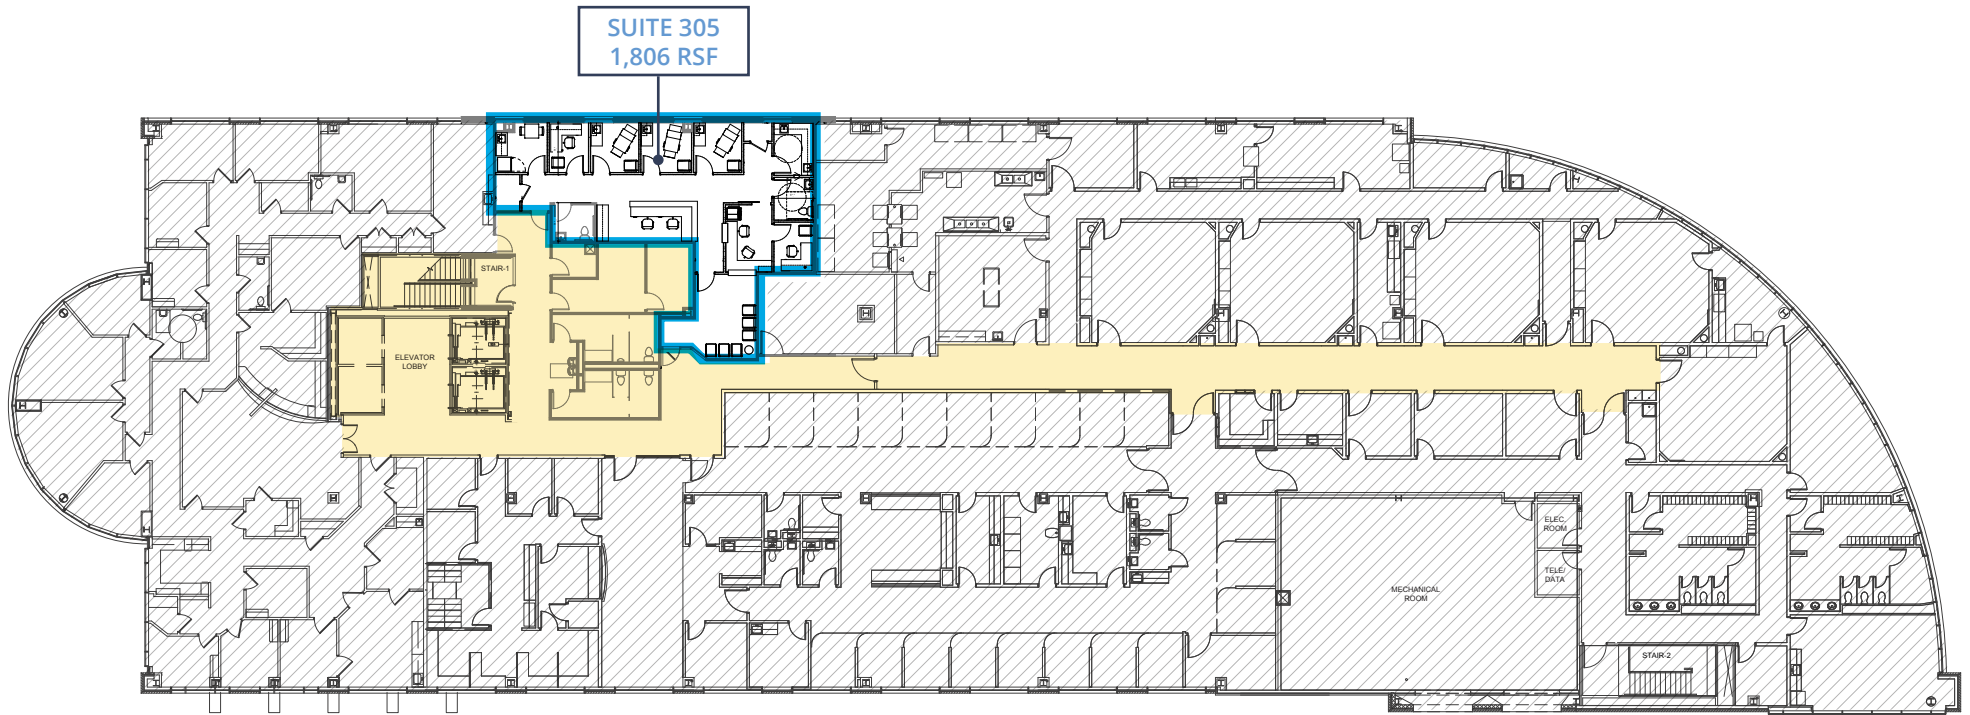 SUITE 305
1,806 RSF
STAIR-1
ELEVATOR
LOBBY
ELEC.
ROOM
TELE/
DATA
MECHANICAL
ROOM
STAIR-2